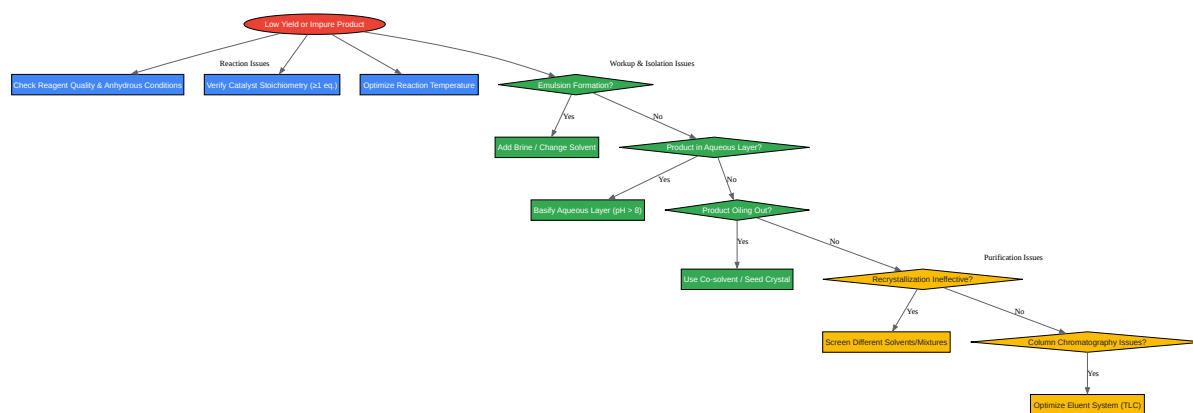 Low Yield or Impure Product
Reaction Issues
Workup & Isolation Issues
Check Reagent Quality & Anhydrous Conditions
Verify Catalyst Stoichiometry (≥1 eq.)
Optimize Reaction Temperature
Emulsion Formation?
Yes
No
Add Brine / Change Solvent
Product in Aqueous Layer?
Yes
No
Basify Aqueous Layer (pH > 8)
Product Oiling Out?
Yes
No
Purification Issues
Use Co-solvent / Seed Crystal
Recrystallization Ineffective?
Yes
No
Screen Different Solvents/Mixtures
Column Chromatography Issues?
Yes
Optimize Eluent System (TLC)